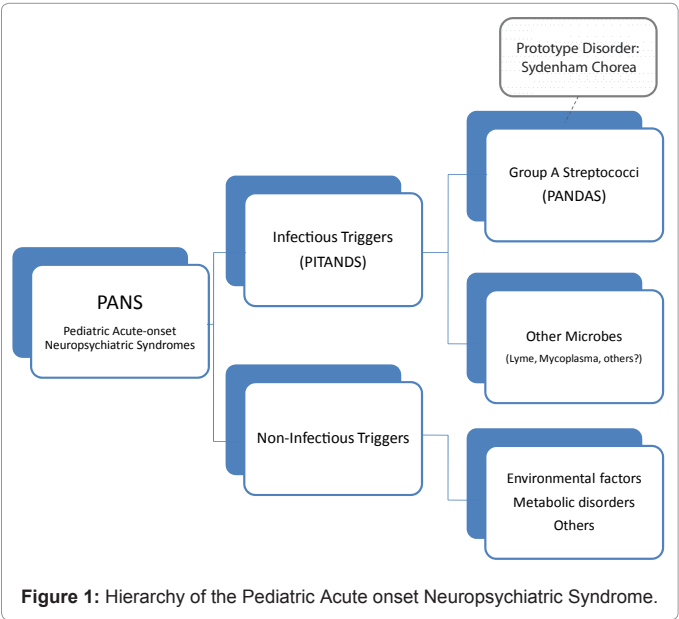 Prototype Disorder:
Sydenham Chorea
Group A Streptococci
(PANDAS)
Infectious Triggers
(PITANDS)
PANS
Pediatric Acute-onset
Neuropsychiatric Syndromes
Other Microbes
(Lyme, Mycoplasma, others?)
Non-Infectious Triggers
Environmental factors
Metabolic disorders
Others
Figure 1: Hierarchy of the Pediatric Acute onset Neuropsychiatric Syndrome.